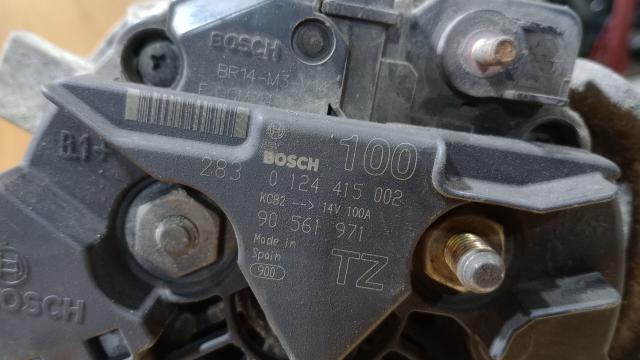 BOSCH
BR14-M3-
B1+
283
BOSCH 100
0 124 415 002
KCB2 --> 14V 100A
90 561 971
Made in
Spain
TZ
900
BOSCH